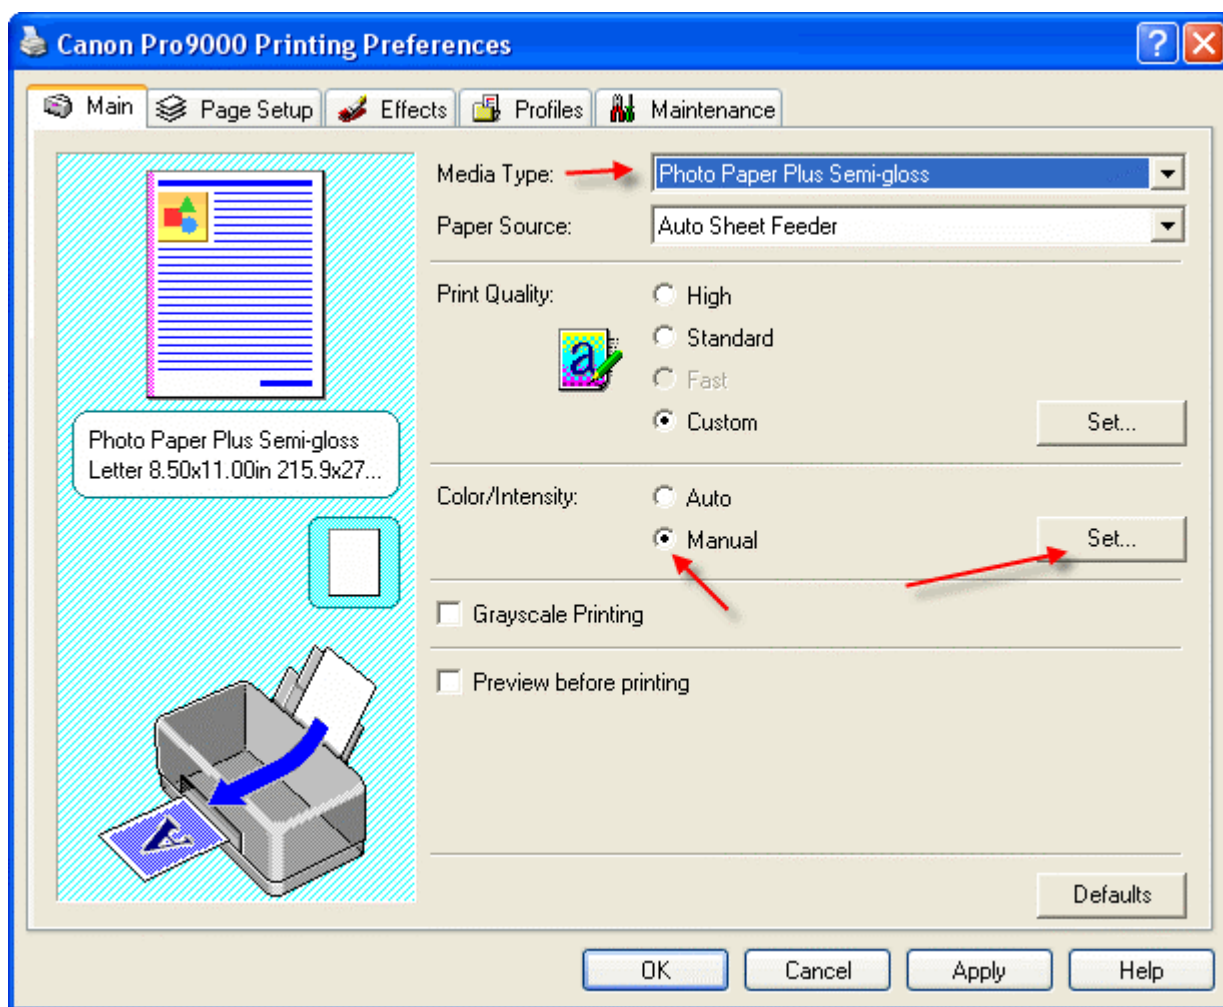 Canon Pro9000 Printing Preferences
Main Page Setup Effects Profiles Maintenance
Media Type: Photo Paper Plus Semi-gloss
Paper Source: Auto Sheet Feeder
Print Quality: High
Standard
Fast
Custom Set...
Photo Paper Plus Semi-gloss
Letter 8.50x11.00in 215.9x27...
Color/Intensity: Auto
Manual Set...
Grayscale Printing
Preview before printing
Defaults
OK Cancel Apply Help